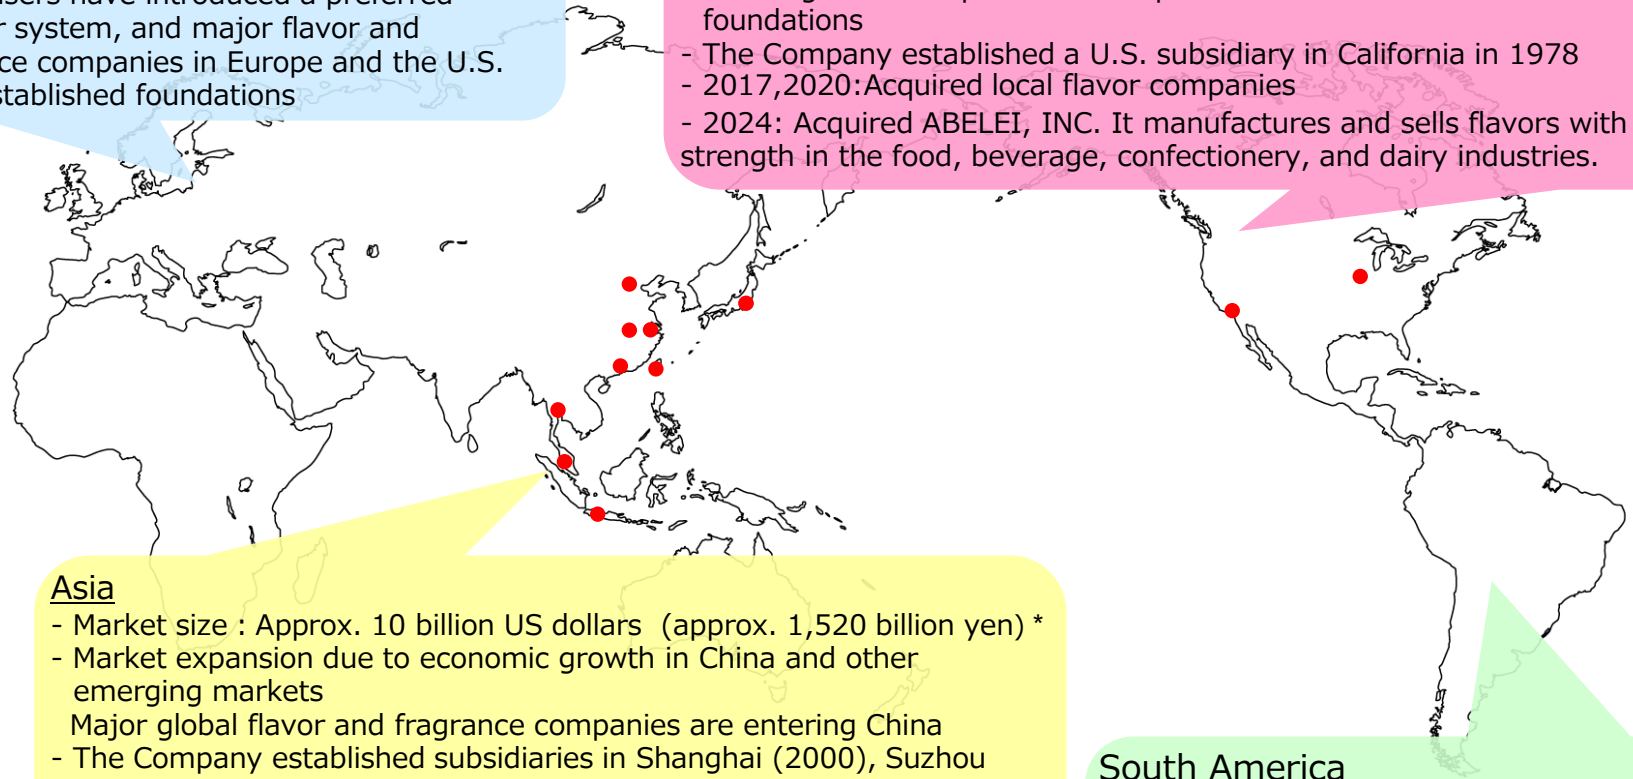 have introduced a preferred
system, and major flavor and
companies in Europe and the U.S.
foundations
foundations
- The Company established a U.S. subsidiary in California in 1978
- 2017,2020:Acquired local flavor companies
- 2024: Acquired ABELEI, INC. It manufactures and sells flavors with
strength in the food, beverage, confectionery, and dairy industries.
Asia
- Market size : Approx. 10 billion US dollars (approx. 1,520 billion yen) *
- Market expansion due to economic growth in China and other
emerging markets
Major global flavor and fragrance companies are entering China
- The Company established subsidiaries in Shanghai (2000), Suzhou
South America